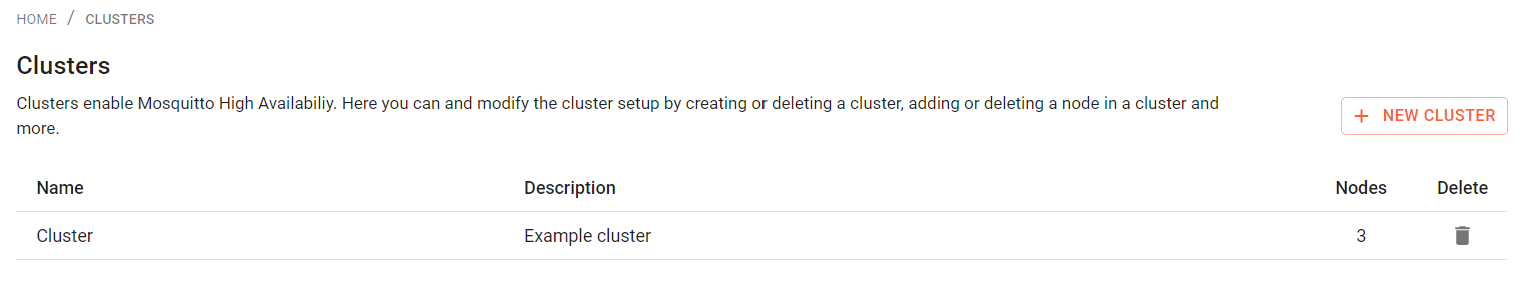 HOME / CLUSTERS
Clusters
Clusters enable Mosquitto High Availabiliy. Here you can and modify the cluster setup by creating or deleting a cluster, adding or deleting a node in a cluster and
more.
+ NEW CLUSTER
Name Description Nodes Delete
Cluster Example cluster 3